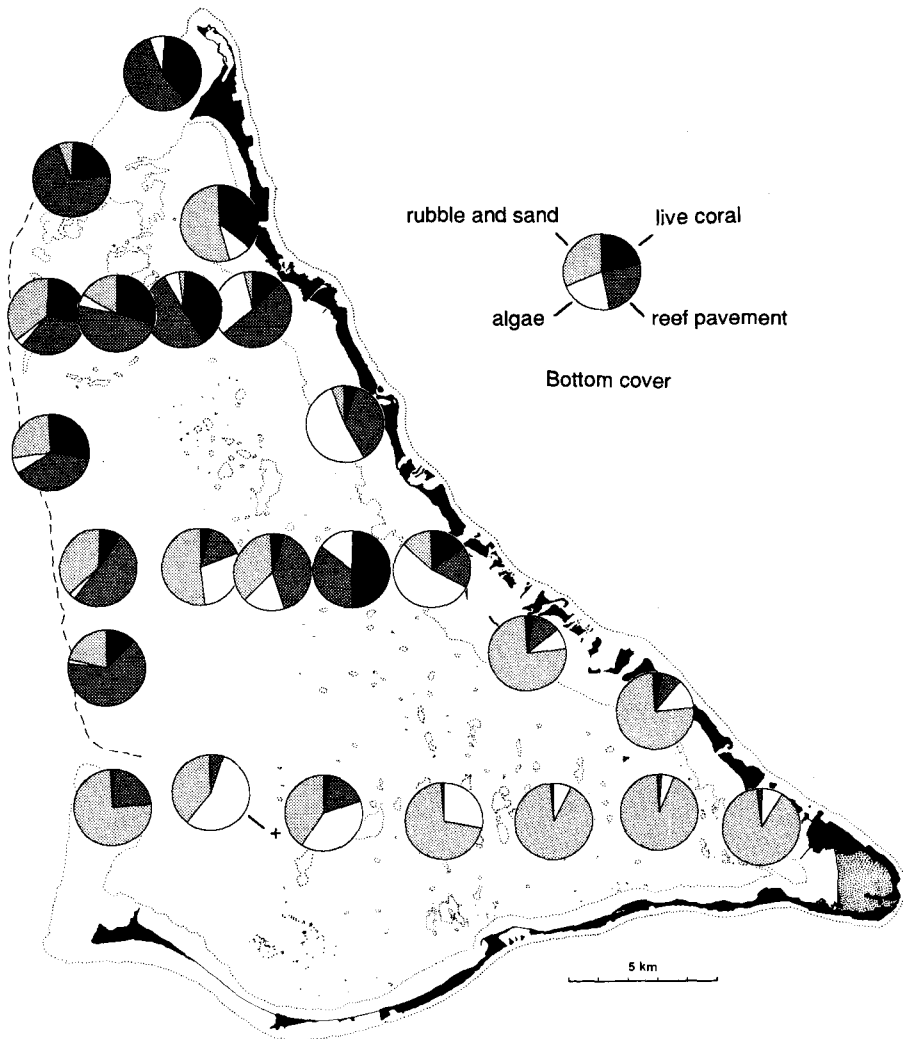 rubble and sand live coral
algae reef pavement
Bottom cover
+
5 km